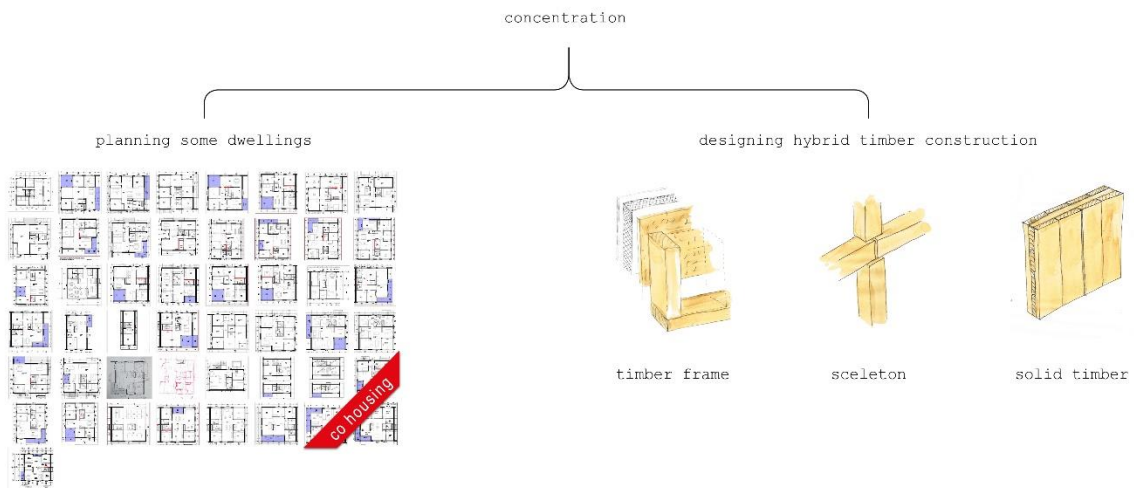 concentration
planning some dwellings
designing hybrid timber construction
co housing
timber frame
sceleton
solid timber